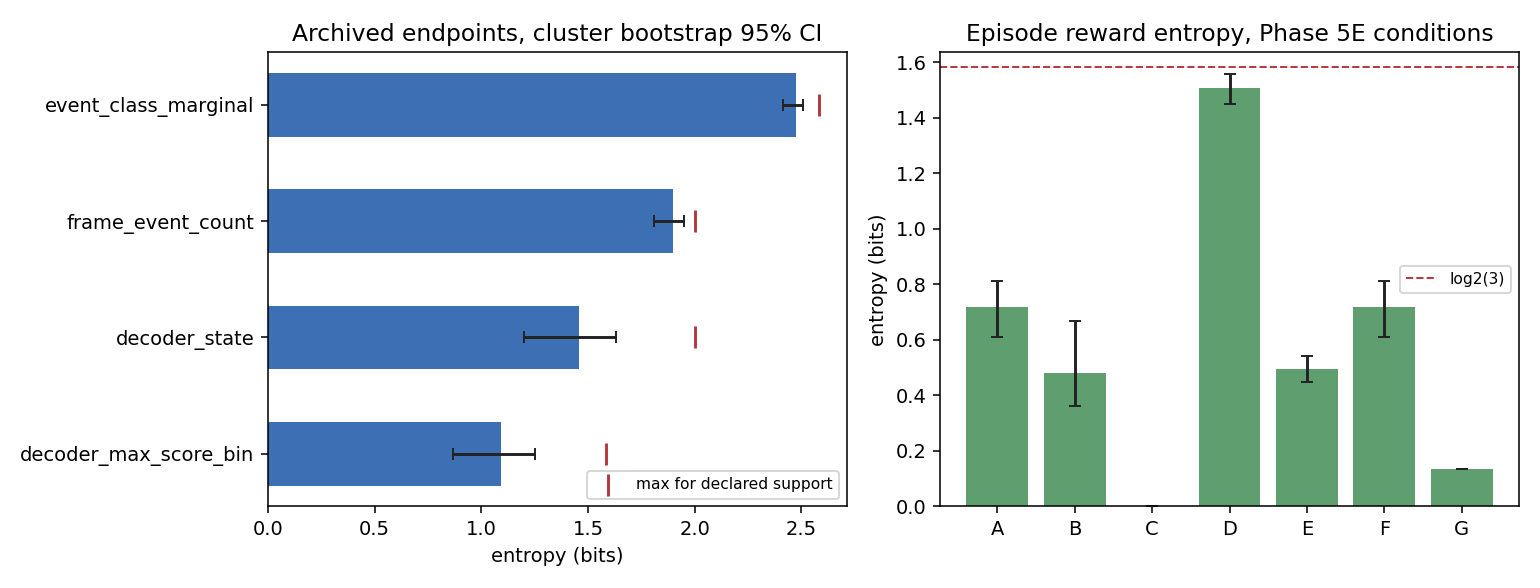 Archived endpoints, cluster bootstrap 95% CI
event_class_marginal
frame_event_count
decoder_state
decoder_max_score_bin
max for declared support
0.0 0.5 1.0 1.5 2.0 2.5
entropy (bits)
Episode reward entropy, Phase 5E conditions
entropy (bits)
1.6
1.4
1.2
1.0
0.8
0.6
0.4
0.2
0.0
log2(3)
A B C D E F G